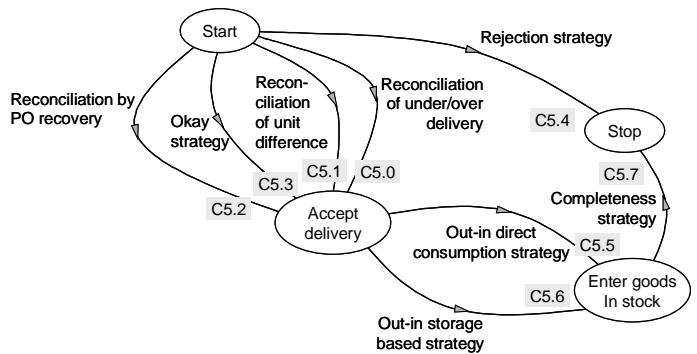 Start
Rejection strategy
Reconciliation by
PO recovery
Okay
strategy
Recon-
ciliation
of unit
difference
Reconciliation
of under/over
delivery
C5.4
Stop
C5.3
C5.1
C5.0
C5.2
C5.7
Completeness
strategy
Accept
delivery
Out-in direct
consumption strategy
C5.5
C5.6
Enter goods
In stock
Out-in storage
based strategy